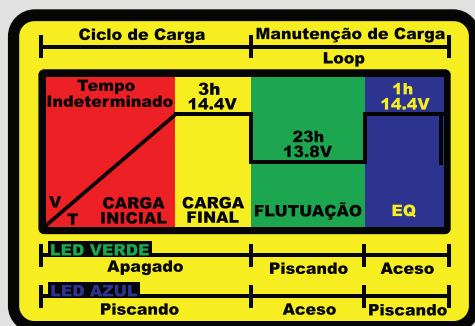 Ciclo de Carga
Manutenção de Carga
Loop
Tempo
Indeterminado
3h
14.4V
1h
14.4V
23h
13.8V
V
T
CARGA
INICIAL
CARGA
FINAL
FLUTUAÇÃO
EQ
LED VERDE
Apagado
Piscando
Aceso
LED AZUL
Piscando
Aceso
Piscando